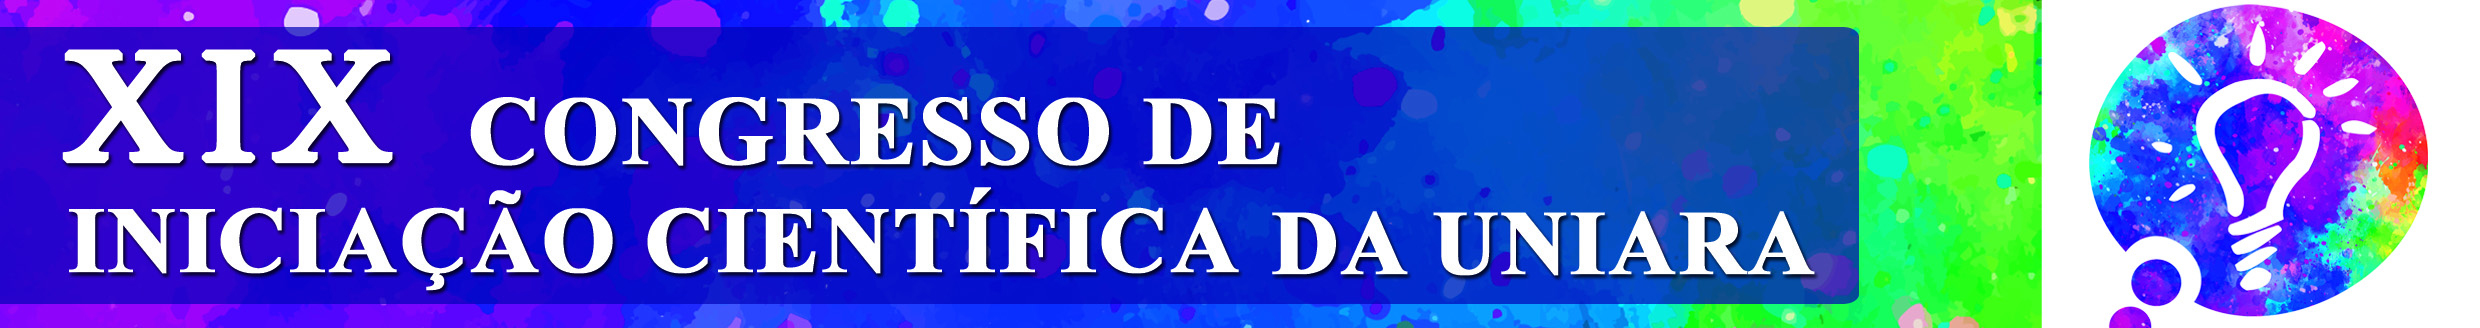 XIX CONGRESSO DE
INICIAÇÃO CIENTÍFICA DA UNIARA